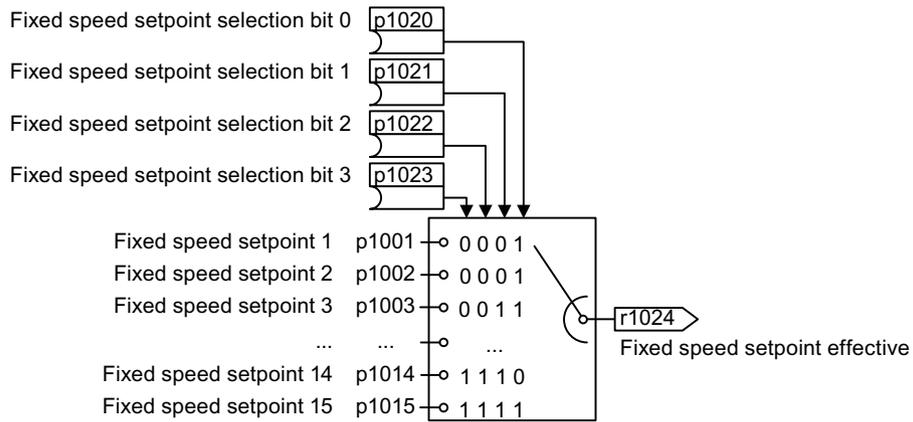 Fixed speed setpoint selection bit 0 p1020
Fixed speed setpoint selection bit 1 p1021
Fixed speed setpoint selection bit 2 p1022
Fixed speed setpoint selection bit 3 p1023
Fixed speed setpoint 1 p1001 0 0 0 1
Fixed speed setpoint 2 p1002 0 0 0 1
Fixed speed setpoint 3 p1003 0 0 1 1
r1024
Fixed speed setpoint effective
... ... ...
Fixed speed setpoint 14 p1014 1 1 1 0
Fixed speed setpoint 15 p1015 1 1 1 1